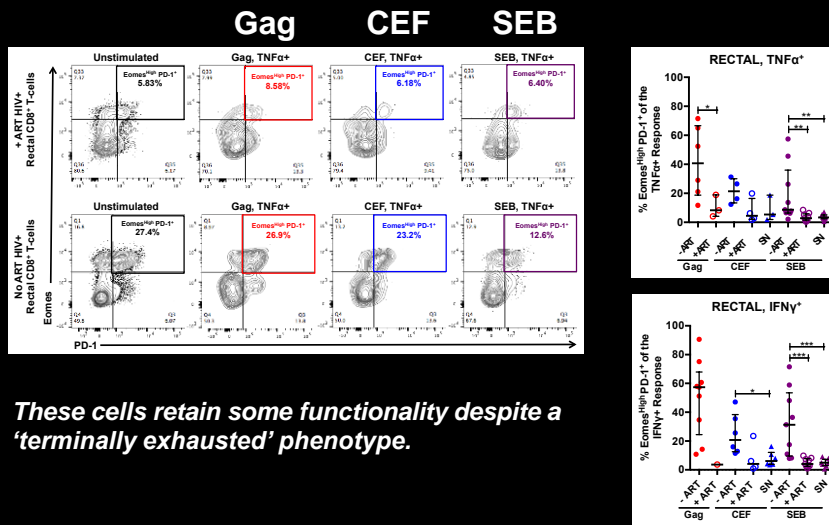 Gag CEF SEB
Unstimulated
Gag, TNFα+
CEF, TNFα+
SEB, TNFα+
+ ART HIV+
Rectal CD8⁺ T-cells
EomesHigh PD-1⁺
5.83%
EomesHigh PD-1⁺
8.58%
EomesHigh PD-1⁺
6.18%
EomesHigh PD-1⁺
6.40%
Unstimulated
Gag, TNFα+
CEF, TNFα+
SEB, TNFα+
No ART HIV+
Rectal CD8⁺ T-cells
EomesHigh PD-1⁺
27.4%
EomesHigh PD-1⁺
26.9%
EomesHigh PD-1⁺
23.2%
EomesHigh PD-1⁺
12.6%
Eomes
PD-1
These cells retain some functionality despite a
‘terminally exhausted’ phenotype.
RECTAL, TNFα⁺
% EomesHigh PD-1⁺ of the
TNFα+ Response
100
80
60
40
20
0
*
**
**
- ART
+ ART
- ART
+ ART
SN
- ART
+ ART
SN
Gag CEF SEB
RECTAL, IFNγ⁺
% EomesHigh PD-1⁺ of the
IFNγ+ Response
100
80
60
40
20
0
*
***
***
- ART
+ ART
- ART
+ ART
SN
- ART
+ ART
SN
Gag CEF SEB